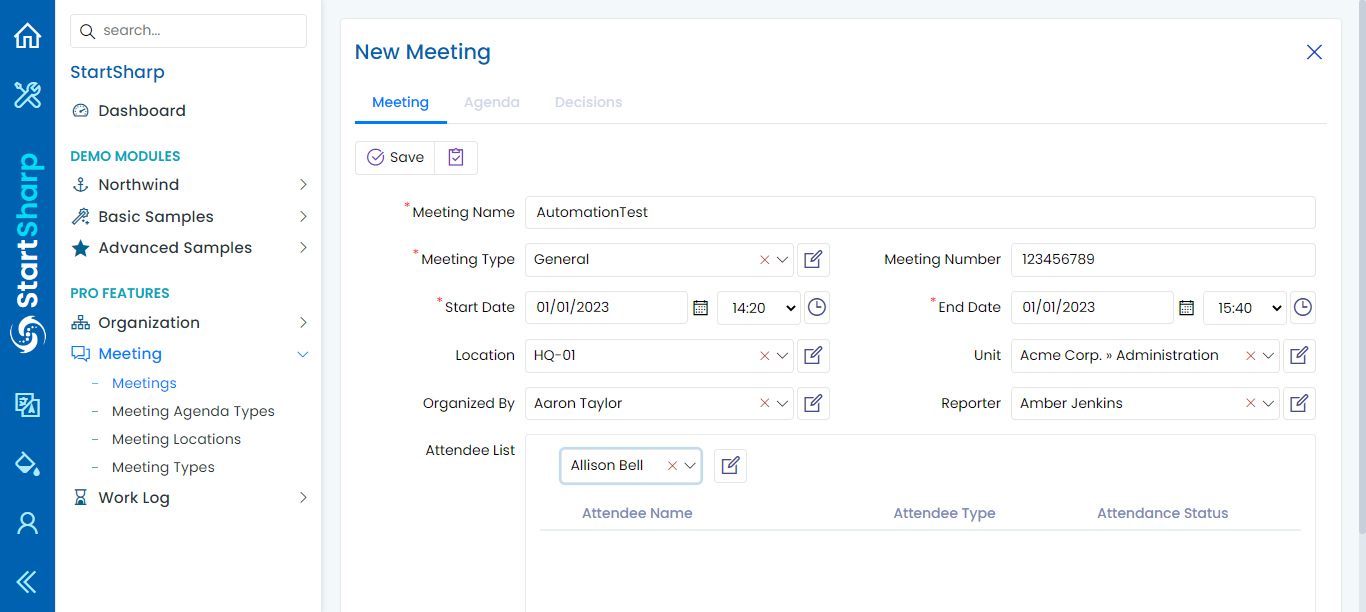 search...
StartSharp
Dashboard
DEMO MODULES
Northwind
Basic Samples
Advanced Samples
PRO FEATURES
Organization
Meeting
Meetings
Meeting Agenda Types
Meeting Locations
Meeting Types
Work Log
StartSharp
New Meeting
Meeting Agenda Decisions
Save
*Meeting Name AutomationTest
*Meeting Type General Meeting Number 123456789
*Start Date 01/01/2023 14:20 *End Date 01/01/2023 15:40
Location HQ-01 Unit Acme Corp. » Administration
Organized By Aaron Taylor Reporter Amber Jenkins
Attendee List Allison Bell
Attendee Name Attendee Type Attendance Status